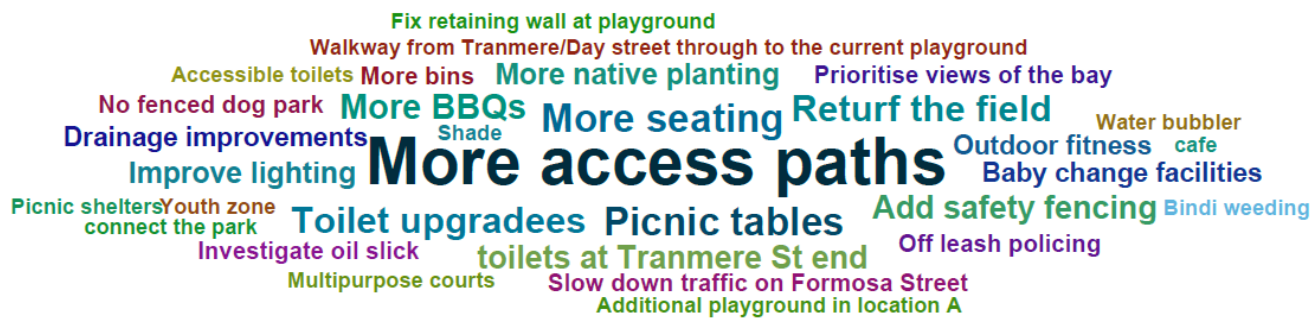 Fix retaining wall at playground
Walkway from Tranmere/Day street through to the current playground
Accessible toilets
More bins
More native planting
Prioritise views of the bay
No fenced dog park
More BBQs
More seating
Returf the field
Water bubbler
Drainage improvements
Shade
Outdoor fitness
cafe
Improve lighting
More access paths
Baby change facilities
Picnic shelters
Youth zone
connect the park
Toilet upgradees
Picnic tables
Add safety fencing
Bindi weeding
Investigate oil slick
toilets at Tranmere St end
Off leash policing
Multipurpose courts
Slow down traffic on Formosa Street
Additional playground in location A